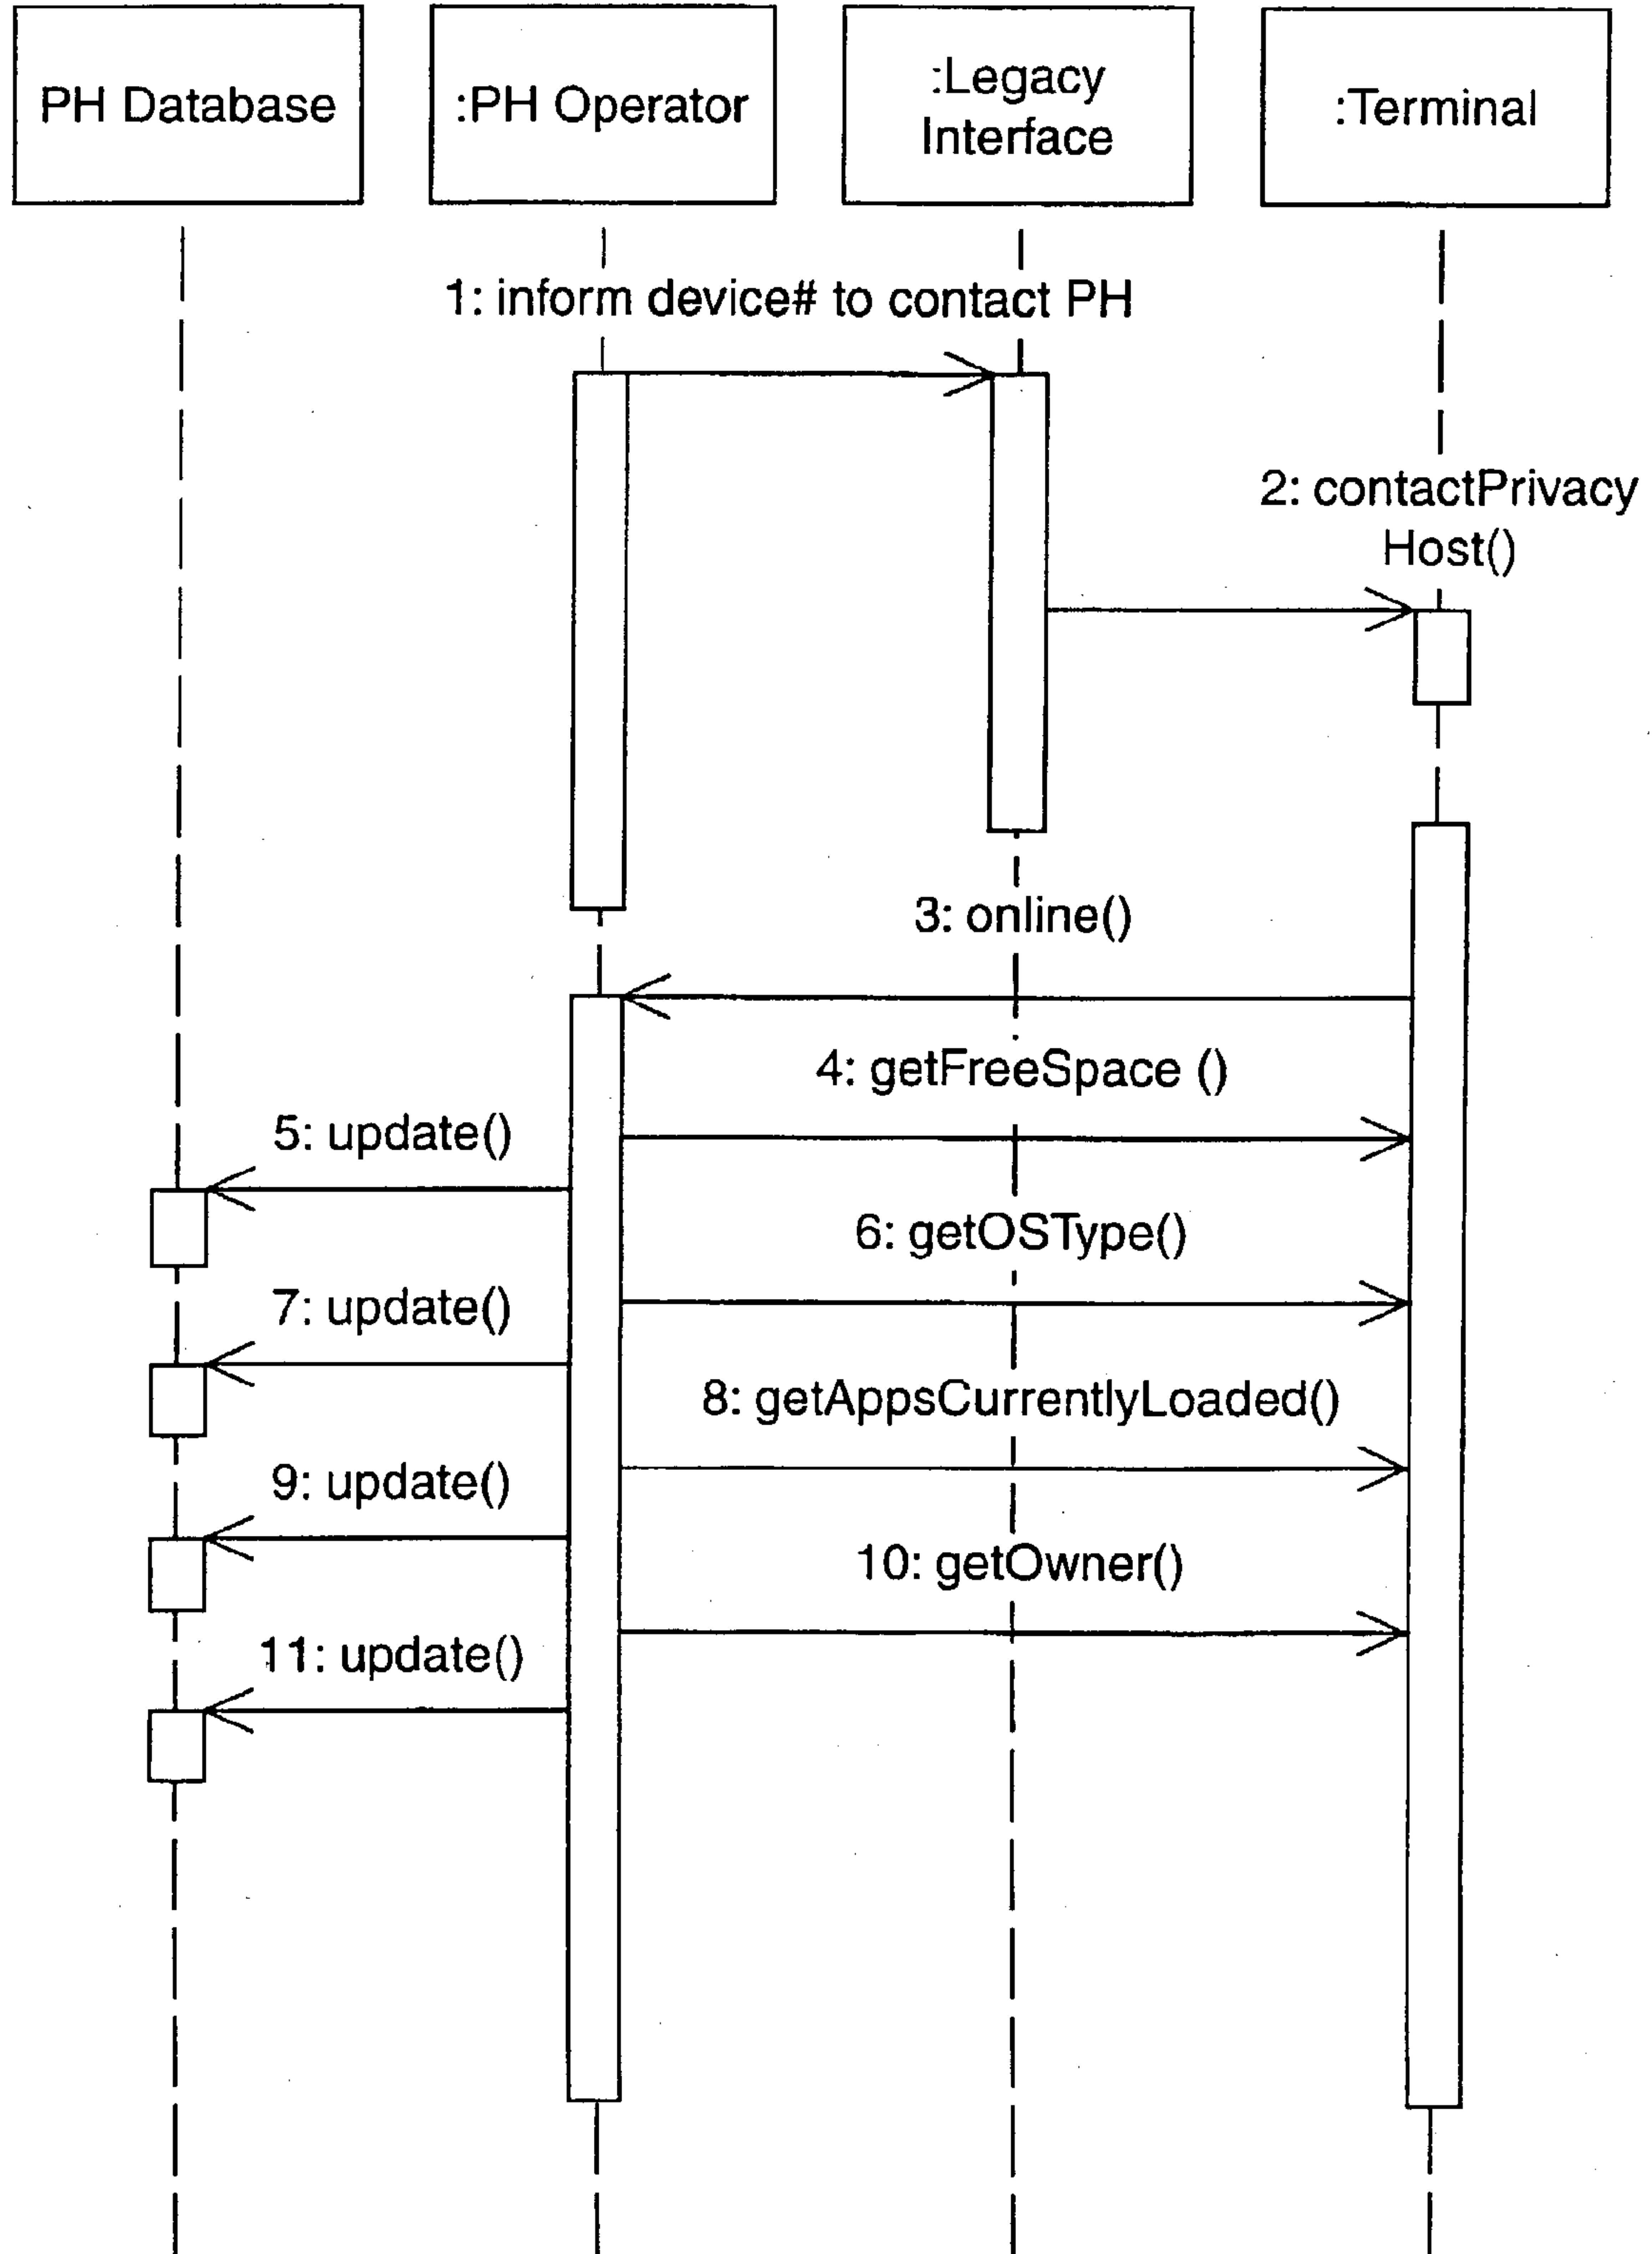 PH Database
:PH Operator
:Legacy
Interface
:Terminal
1: inform device# to contact PH
2: contactPrivacy
Host()
3: online()
4: getFreeSpace ()
5: update()
6: getOSType()
7: update()
8: getAppsCurrentlyLoaded()
9: update()
10: getOwner()
11: update()